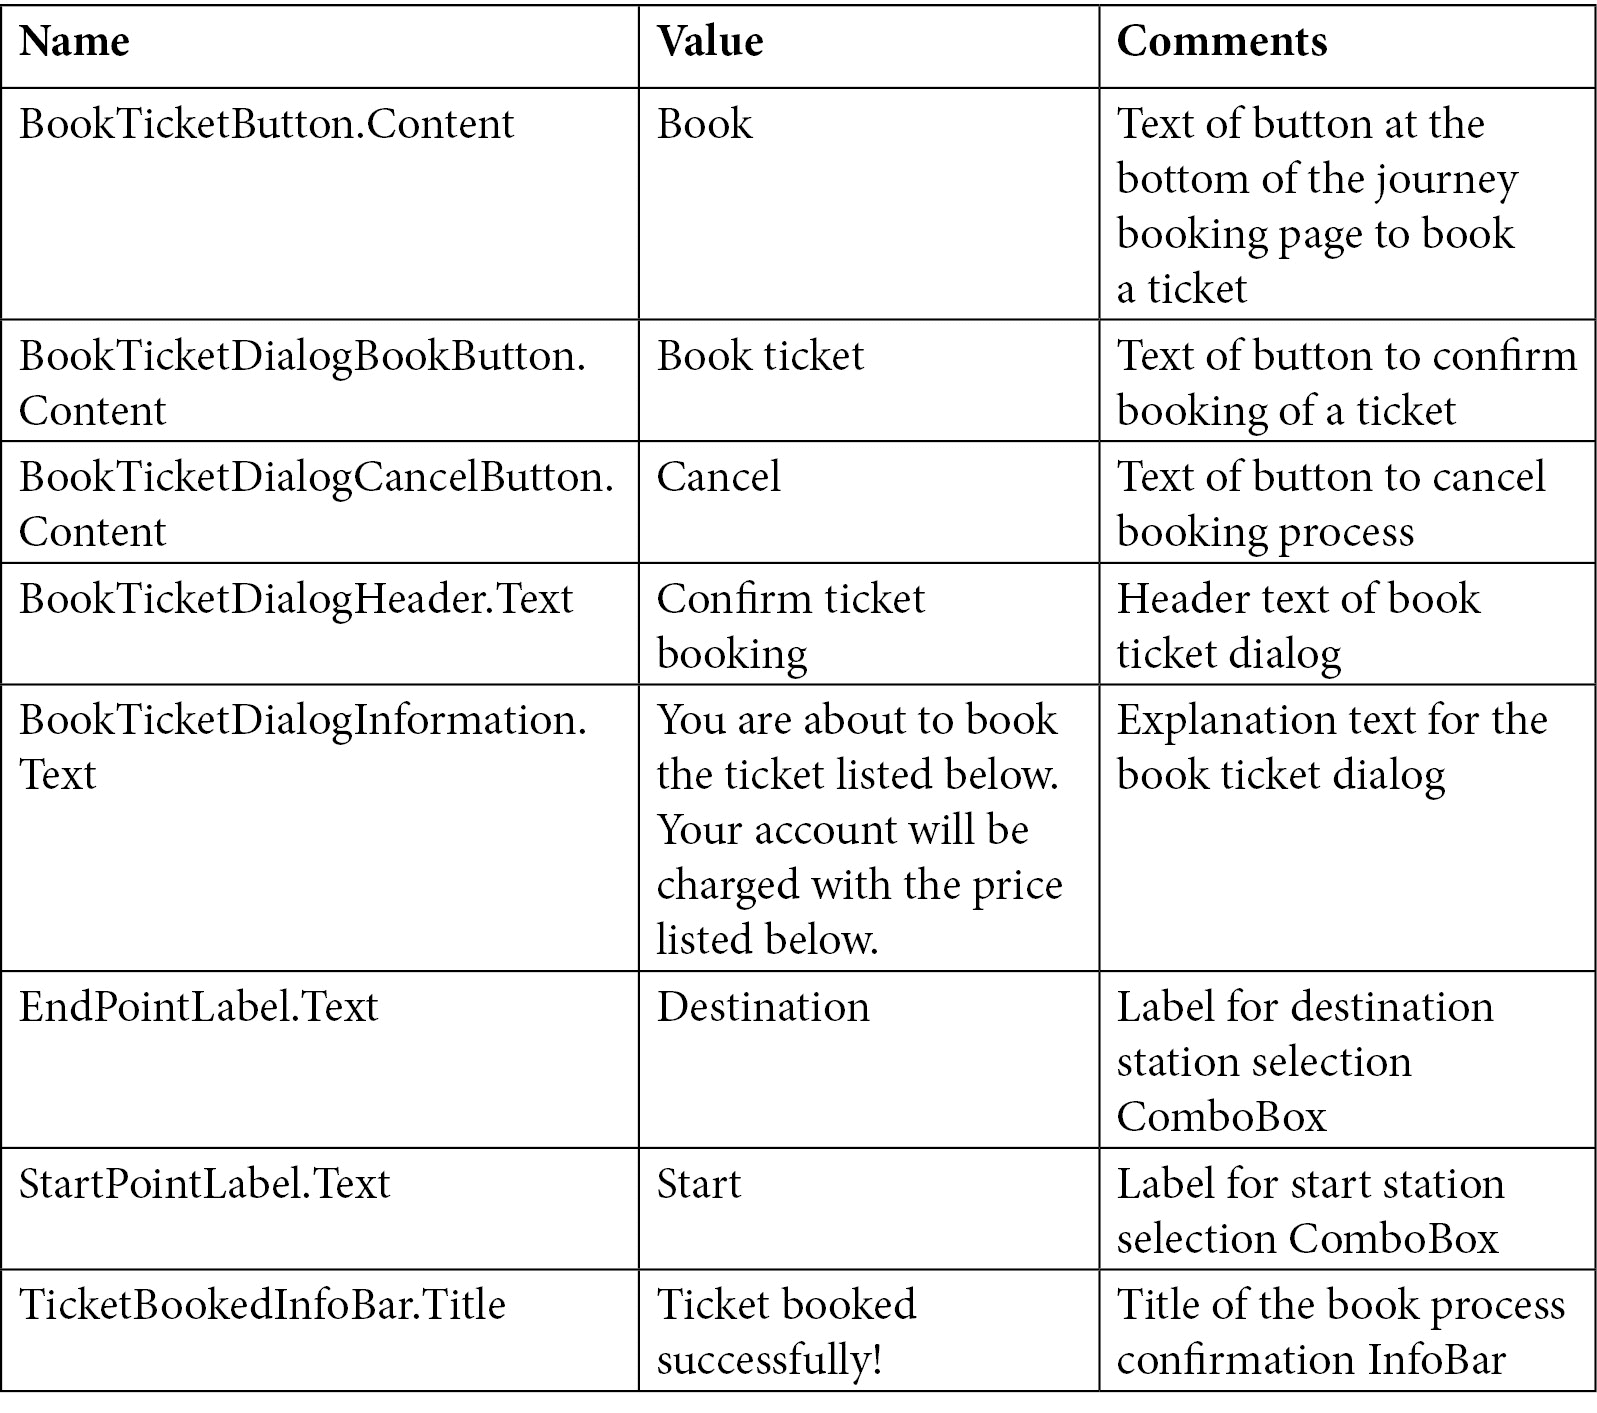 Name Value Comments
BookTicketButton.Content Book Text of button at the
bottom of the journey
booking page to book
a ticket
BookTicketDialogBookButton. Book ticket Text of button to confirm
Content booking of a ticket
BookTicketDialogCancelButton. Cancel Text of button to cancel
Content booking process
BookTicketDialogHeader.Text Confirm ticket Header text of book
booking ticket dialog
BookTicketDialogInformation. You are about to book Explanation text for the
Text the ticket listed below. book ticket dialog
Your account will be
charged with the price
listed below.
EndPointLabel.Text Destination Label for destination
station selection
ComboBox
StartPointLabel.Text Start Label for start station
selection ComboBox
TicketBookedInfoBar.Title Ticket booked Title of the book process
successfully! confirmation InfoBar